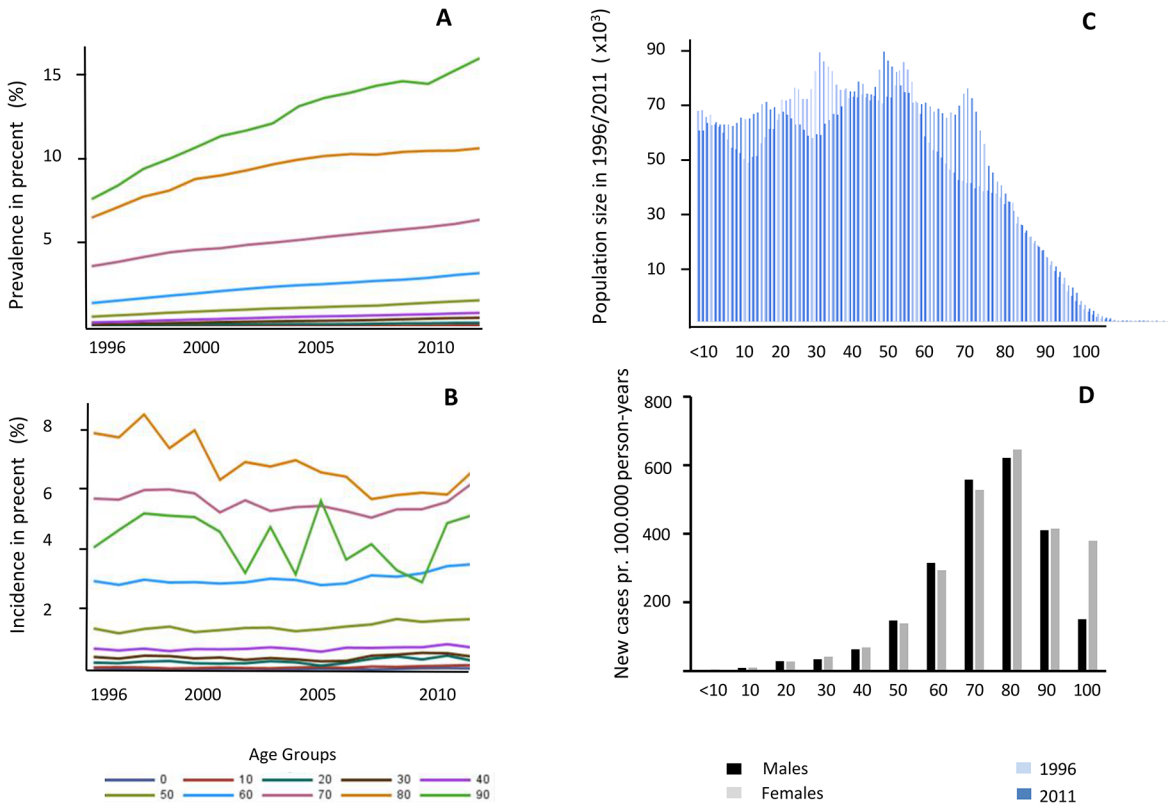 A
Prevalence in precent (%)
15
10
5
1996 2000 2005 2010
B
Incidence in precent (%)
8
6
4
2
1996 2000 2005 2010
Age Groups
0 10 20 30 40
50 60 70 80 90
C
Population size in 1996/2011 ( x10³)
90
70
50
30
10
<10 10 20 30 40 50 60 70 80 90 100
D
New cases pr. 100.000 person-years
800
600
400
200
<10 10 20 30 40 50 60 70 80 90 100
Males
Females
1996
2011